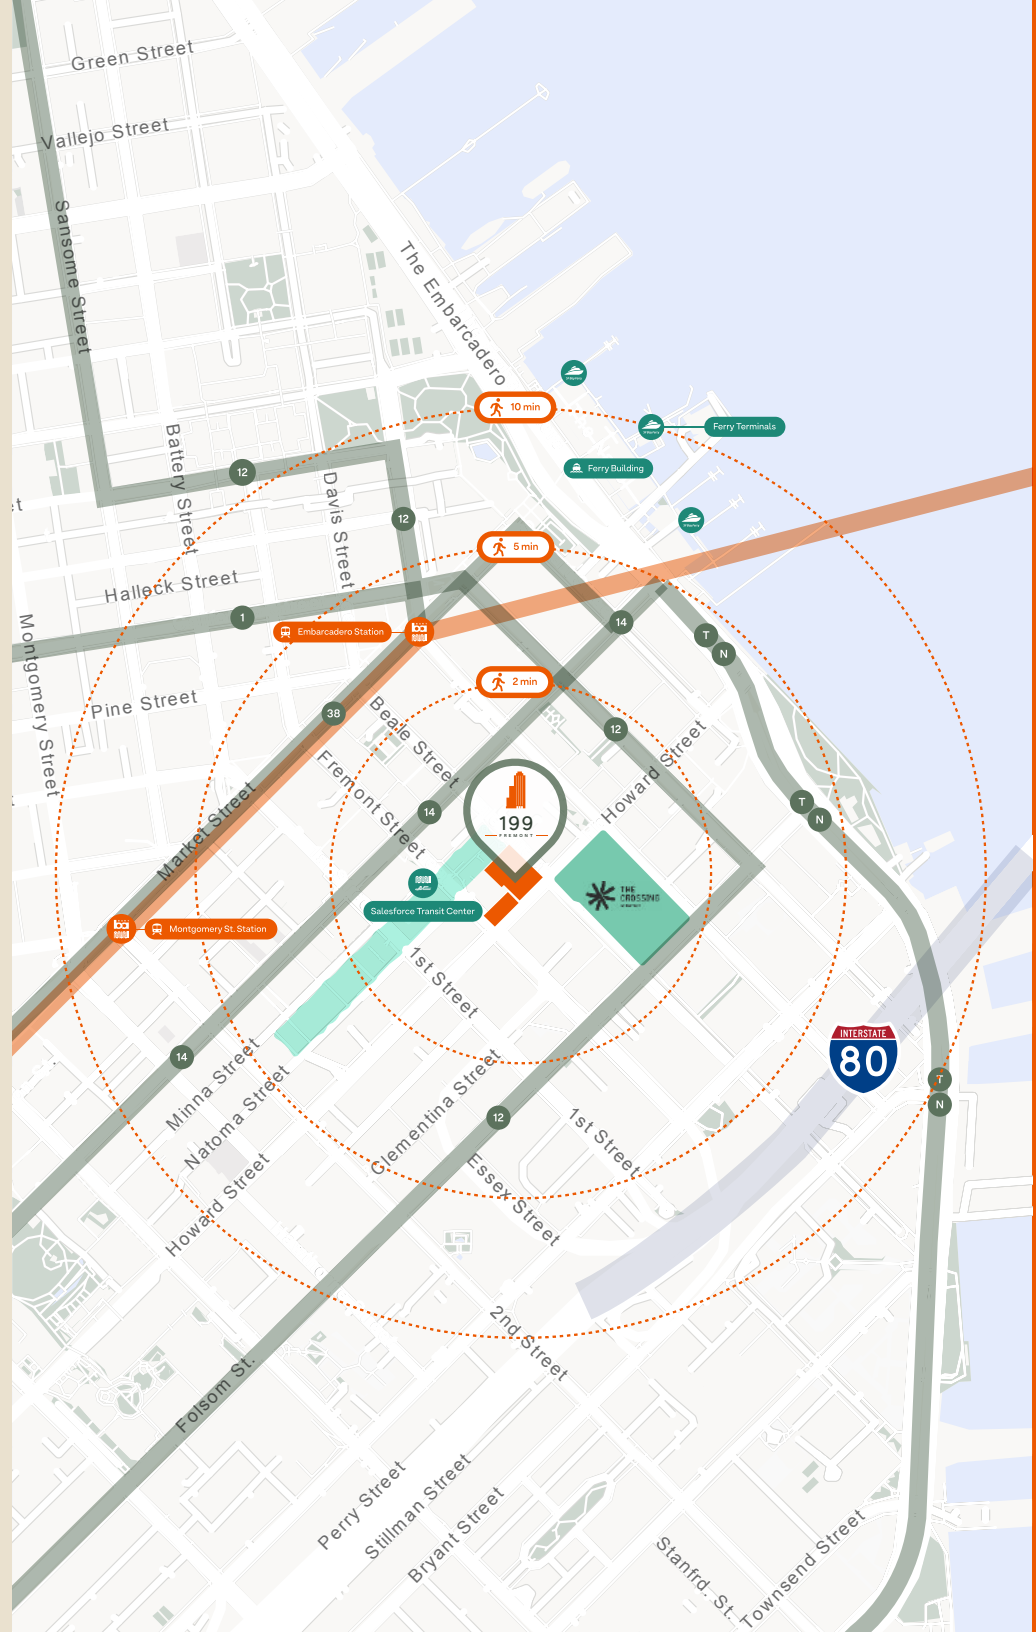 Green Street
Vallejo Street
Sansome Street
The Embarcadero
10 min
Ferry Terminals
Ferry Building
12
Battery Street
Davis Street
12
t
5 min
Halleck Street
1
Embarcadero Station
14
T
N
Montgomery Street
2 min
Pine Street
38
Beale Street
12
Howard Street
Fremont Street
14
199
FREMONT
T
N
Market Street
Salesforce Transit Center
THE
CROSSING
Montgomery St. Station
1st Street
INTERSTATE
80
14
Minna Street
Natoma Street
Clementina Street
12
1st Street
T
N
Howard Street
Essex Street
2nd Street
Folsom St.
Perry Street
Stillman Street
Bryant Street
Stanfrd. St.
Townsend Street